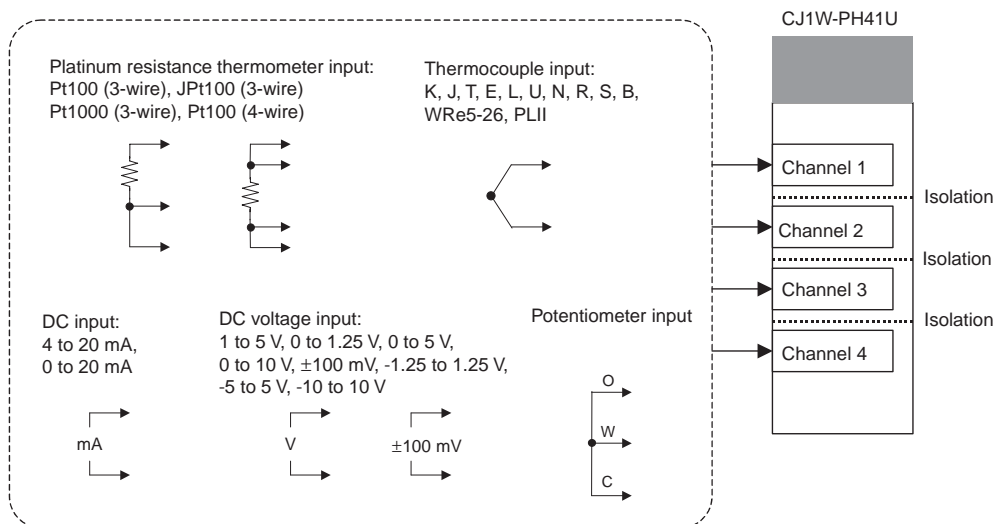 CJ1W-PH41U
Platinum resistance thermometer input:
Pt100 (3-wire), JPt100 (3-wire)
Pt1000 (3-wire), Pt100 (4-wire)
Thermocouple input:
K, J, T, E, L, U, N, R, S, B,
WRe5-26, PLII
Channel 1
Isolation
Channel 2
Isolation
Channel 3
Isolation
Channel 4
DC input:
4 to 20 mA,
0 to 20 mA
DC voltage input:
1 to 5 V, 0 to 1.25 V, 0 to 5 V,
0 to 10 V, ±100 mV, -1.25 to 1.25 V,
-5 to 5 V, -10 to 10 V
Potentiometer input
mA
V
±100 mV
O
W
C